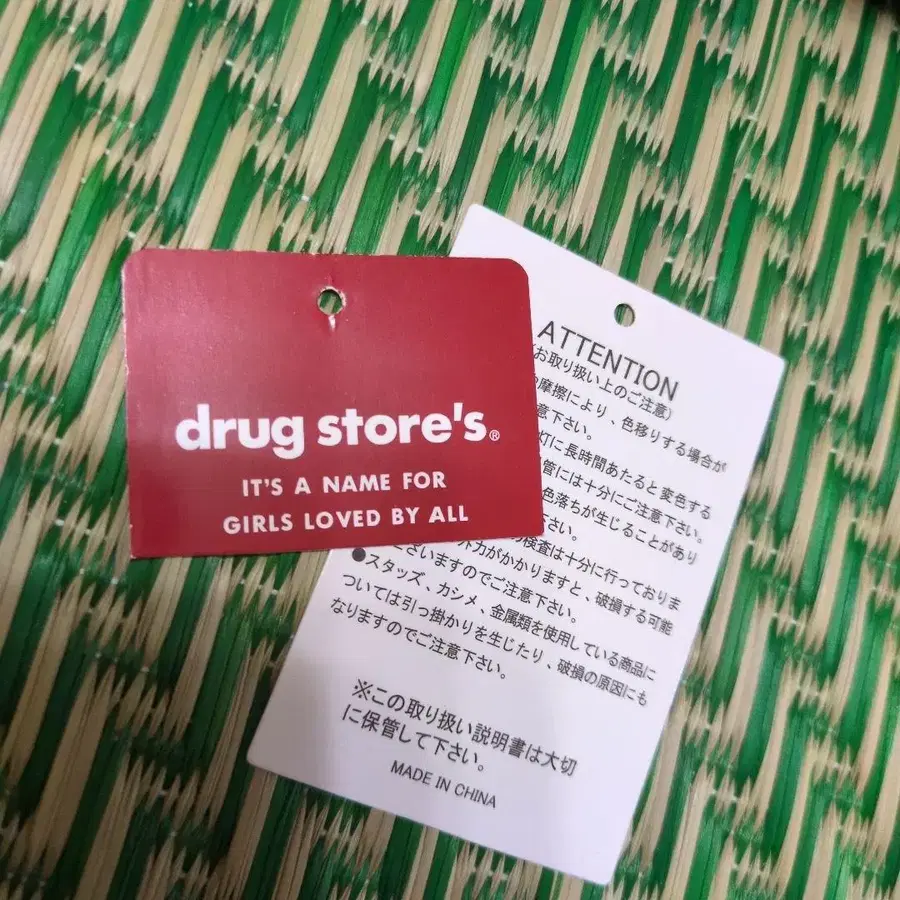 drug store's®
IT'S A NAME FOR
GIRLS LOVED BY ALL
ATTENTION
お取り扱い上のご注意)
摩擦により、色移りする場合が
意下さい。
灯に長時間あたると変色する
管には十分にご注意下さい。
色落ちが生じることがあり
さい。
検査は十分に行っておりま
外力がかかりますと、破損する可能
ございますのでご注意下さい。
●スタッズ、カシメ、金属類を使用している商品に
ついては引っ掛かりを生じたり、破損の原因にも
なりますのでご注意下さい。
※この取り扱い説明書は大切
に保管して下さい。
MADE IN CHINA